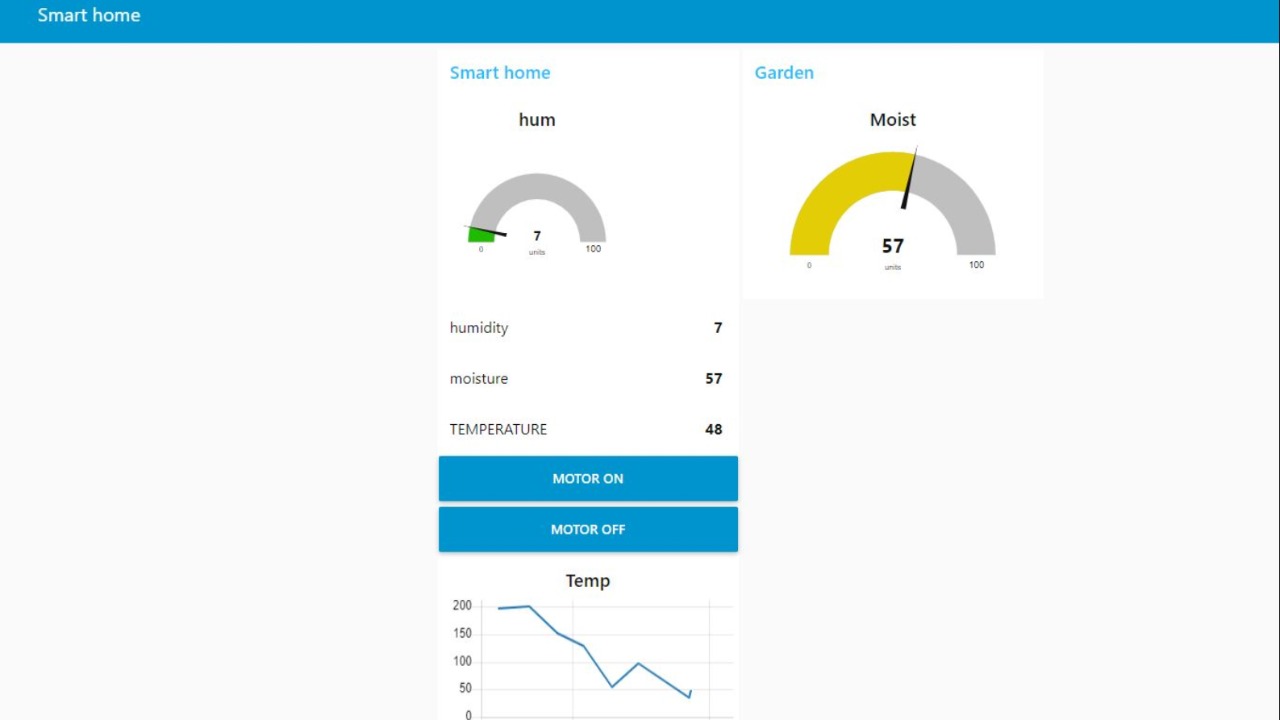 Smart home
Smart home
hum
7
units
0
100
humidity 7
moisture 57
TEMPERATURE 48
MOTOR ON
MOTOR OFF
Temp
200
150
100
50
0
Garden
Moist
57
units
0
100